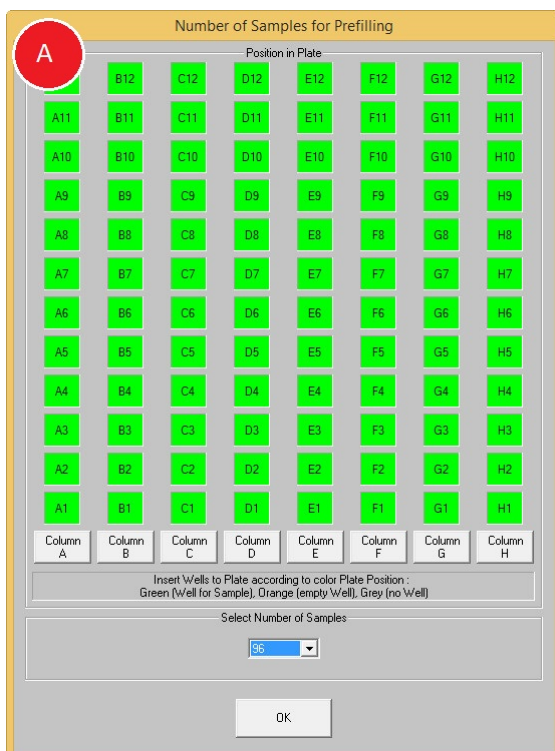 Number of Samples for Prefilling
A
Position in Plate
B12 C12 D12 E12 F12 G12 H12
A11 B11 C11 D11 E11 F11 G11 H11
A10 B10 C10 D10 E10 F10 G10 H10
A9 B9 C9 D9 E9 F9 G9 H9
A8 B8 C8 D8 E8 F8 G8 H8
A7 B7 C7 D7 E7 F7 G7 H7
A6 B6 C6 D6 E6 F6 G6 H6
A5 B5 C5 D5 E5 F5 G5 H5
A4 B4 C4 D4 E4 F4 G4 H4
A3 B3 C3 D3 E3 F3 G3 H3
A2 B2 C2 D2 E2 F2 G2 H2
A1 B1 C1 D1 E1 F1 G1 H1
Column Column Column Column Column Column Column Column
A B C D E F G H
Insert Wells to Plate according to color Plate Position :
Green (Well for Sample), Orange (empty Well), Grey (no Well)
Select Number of Samples
96
OK